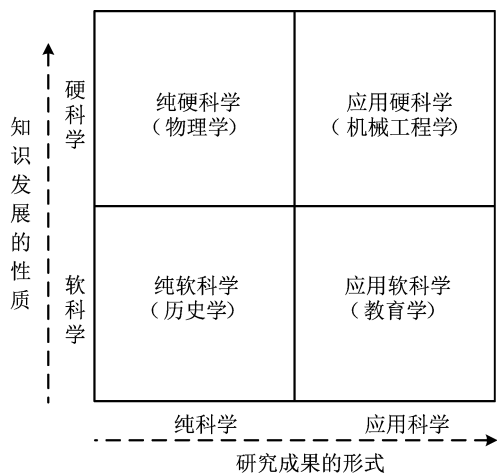 知识发展的性质
硬科学
纯硬科学
(物理学)
应用硬科学
(机械工程学)
软科学
纯软科学
(历史学)
应用软科学
(教育学)
纯科学
应用科学
研究成果的形式